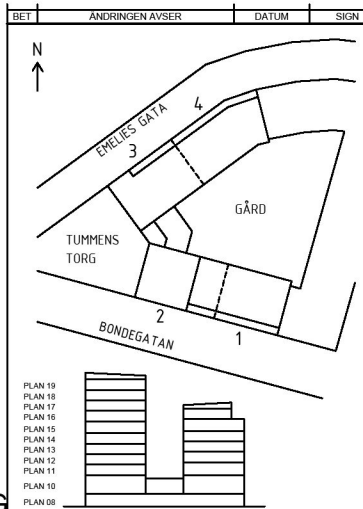 BET ÄNDRINGEN AVSER DATUM SIGN
N
EMELIES GATA
4
3
GÅRD
TUMMENS
TORG
2
1
BONDEGATAN
PLAN 19
PLAN 18
PLAN 17
PLAN 16
PLAN 15
PLAN 14
PLAN 13
PLAN 12
PLAN 11
PLAN 10
PLAN 08